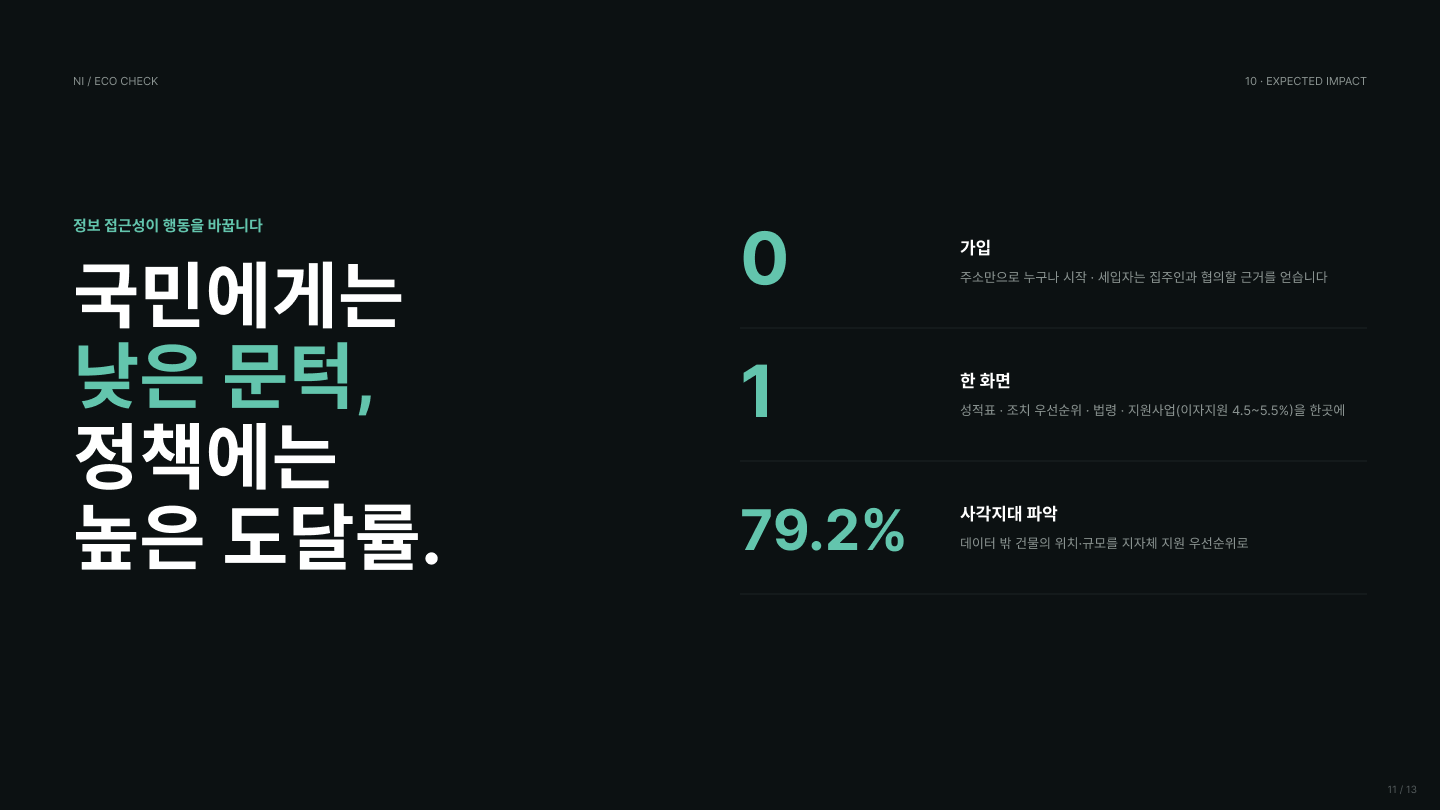 NI / ECO CHECK
10 · EXPECTED IMPACT
정보 접근성이 행동을 바꿉니다
국민에게는
낮은 문턱,
정책에는
높은 도달률.
0
가입
주소만으로 누구나 시작 · 세입자는 집주인과 협의할 근거를 얻습니다
1
한 화면
성적표 · 조치 우선순위 · 법령 · 지원사업(이자지원 4.5~5.5%)을 한곳에
79.2%
사각지대 파악
데이터 밖 건물의 위치·규모를 지자체 지원 우선순위로
11 / 13